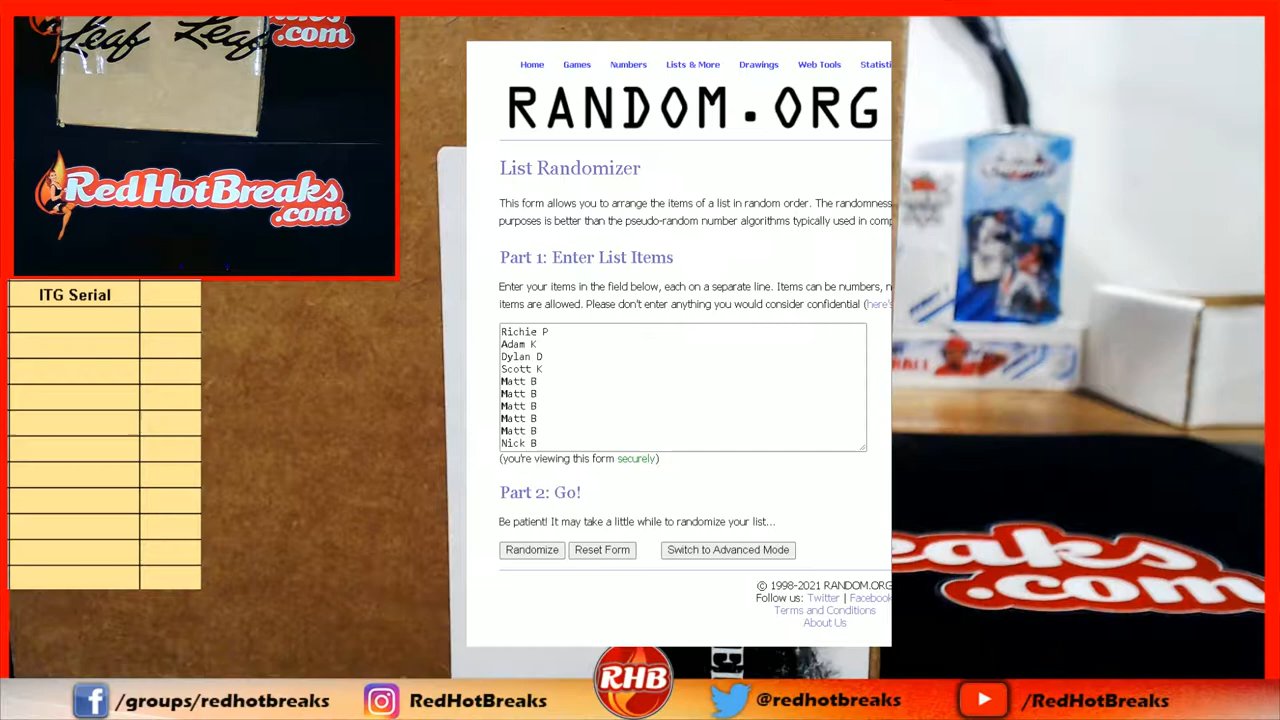 Leaf Leaf
.com
RedHotBreaks
.com
ITG Serial
Home Games Numbers Lists & More Drawings Web Tools Statisti
RANDOM.ORG
List Randomizer
This form allows you to arrange the items of a list in random order. The randomness
purposes is better than the pseudo-random number algorithms typically used in comp
Part 1: Enter List Items
Enter your items in the field below, each on a separate line. Items can be numbers, n
items are allowed. Please don't enter anything you would consider confidential (here's
Richie P
Adam K
Dylan D
Scott K
Matt B
Matt B
Matt B
Matt B
Matt B
Nick B
(you're viewing this form securely)
Part 2: Go!
Be patient! It may take a little while to randomize your list...
Randomize Reset Form Switch to Advanced Mode
© 1998-2021 RANDOM.ORG
Follow us: Twitter | Facebook
Terms and Conditions
About Us
eaks
.com
RHB
/groups/redhotbreaks RedHotBreaks @redhotbreaks /RedHotBreaks